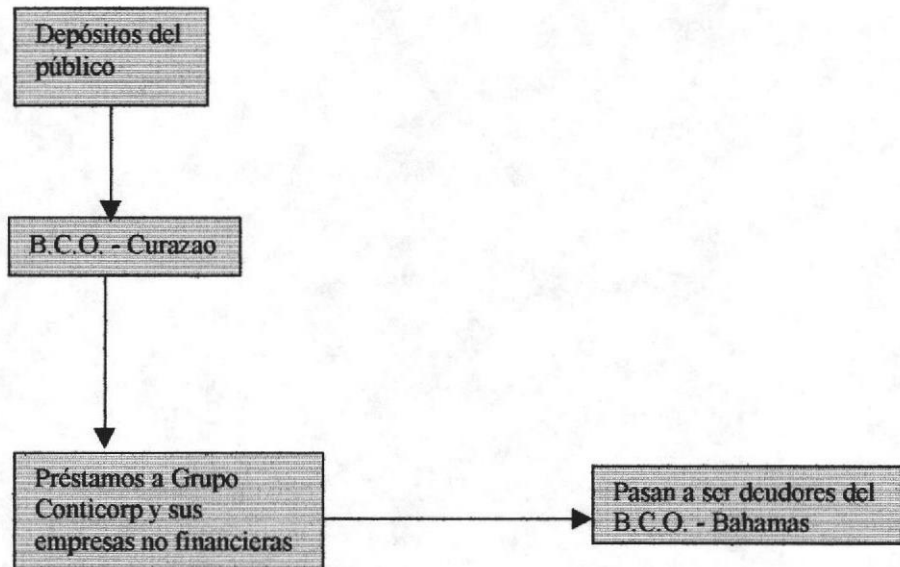 Depósitos del
público
B.C.O. - Curazao
Préstamos a Grupo
Conticorp y sus
empresas no financieras
Pasan a ser deudores del
B.C.O. - Bahamas